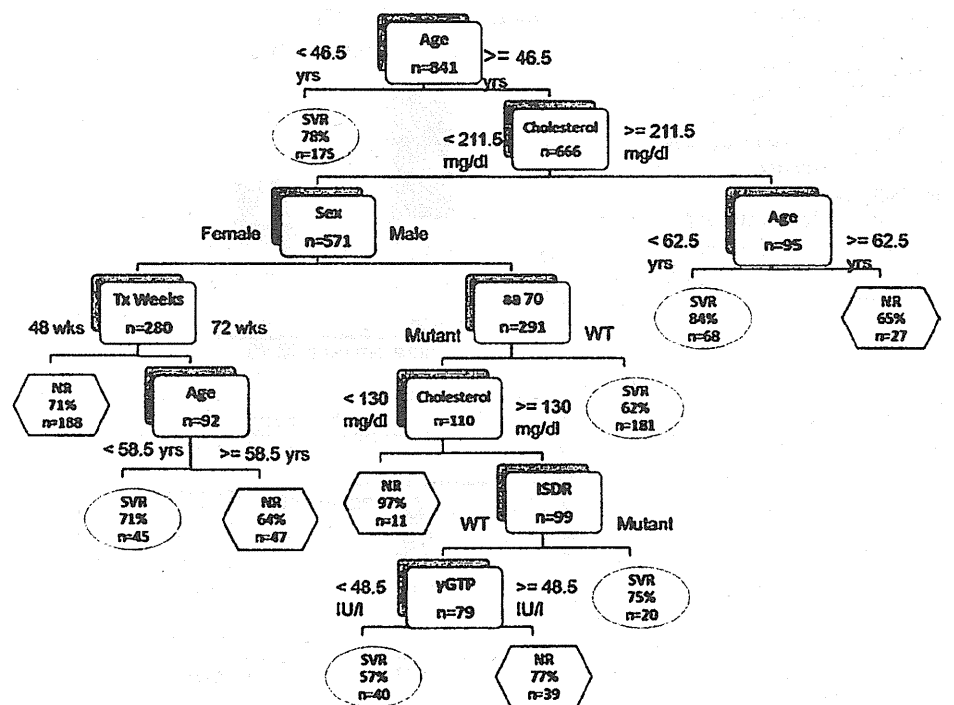 Age
n=841
< 46.5
yrs
>= 46.5
yrs
SVR
78%
n=175
Cholesterol
n=666
< 211.5
mg/dl
>= 211.5
mg/dl
Sex
n=571
Female
Male
Age
n=95
< 62.5
yrs
>= 62.5
yrs
SVR
84%
n=68
NR
65%
n=27
Tx Weeks
n=280
48 wks
72 wks
aa 70
n=291
Mutant
WT
NR
71%
n=188
Age
n=92
< 58.5 yrs
>= 58.5 yrs
Cholesterol
n=110
< 130
mg/dl
>= 130
mg/dl
SVR
62%
n=181
SVR
71%
n=45
NR
64%
n=47
NR
97%
n=11
ISDR
n=99
WT
Mutant
γGTP
n=79
< 48.5
IU/l
>= 48.5
IU/l
SVR
75%
n=20
SVR
57%
n=40
NR
77%
n=39